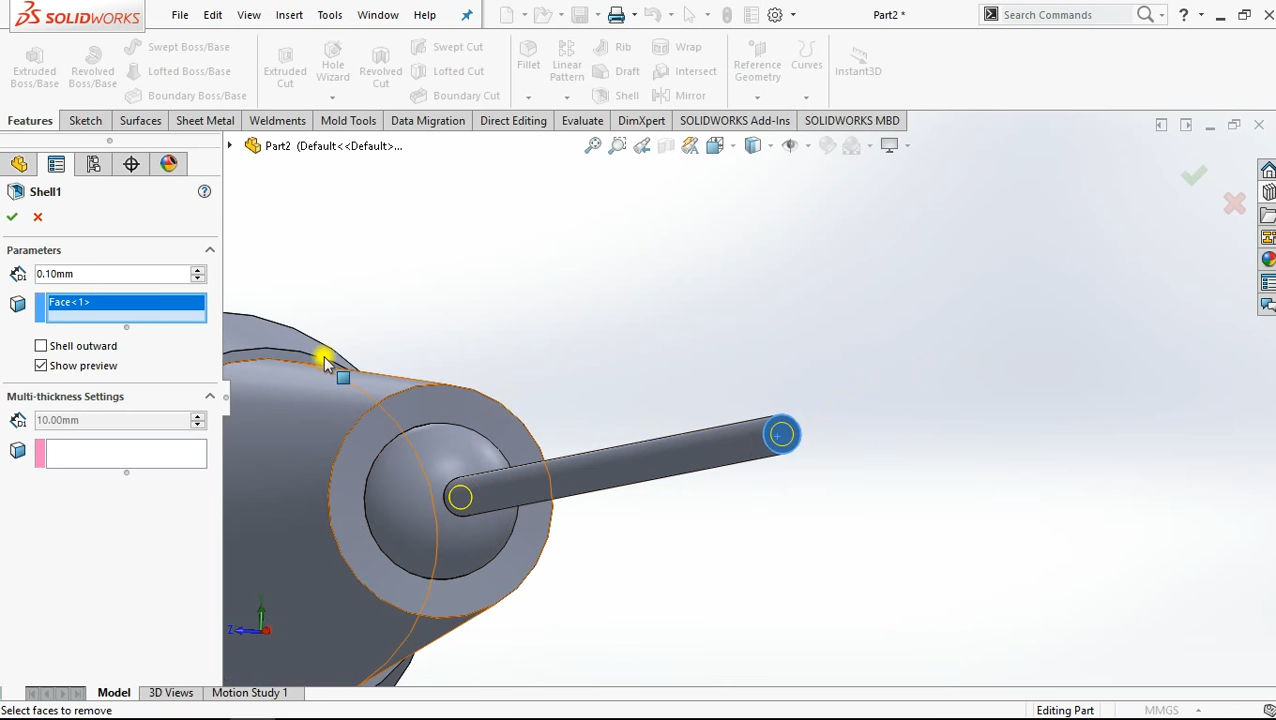 SOLIDWORKS File Edit View Insert Tools Window Help Part2 * Search Commands ?
Extruded Boss/Base Revolved Boss/Base Swept Boss/Base Lofted Boss/Base Boundary Boss/Base Extruded Cut Hole Wizard Revolved Cut Swept Cut Lofted Cut Boundary Cut Fillet Linear Pattern Rib Draft Shell Wrap Intersect Mirror Reference Geometry Curves Instant3D
Features Sketch Surfaces Sheet Metal Weldments Mold Tools Data Migration Direct Editing Evaluate DimXpert SOLIDWORKS Add-Ins SOLIDWORKS MBD
Part2 (Default<<Default>...
Shell1 ?
Parameters
D1 0.10mm
Face<1>
Shell outward
Show preview
Multi-thickness Settings
D1 10.00mm
Y
Z
Model 3D Views Motion Study 1
Select faces to remove Editing Part MMGS